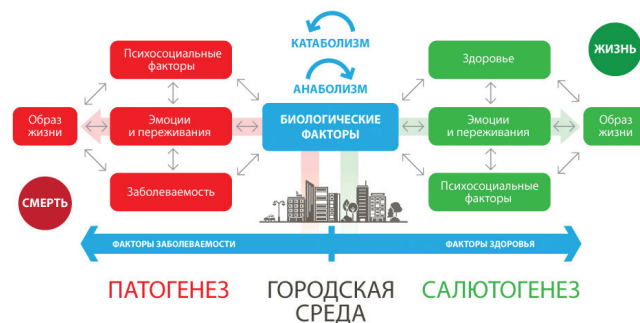 КАТАБОЛИЗМ
ЖИЗНЬ
Психосоциальные
факторы
Здоровье
АНАБОЛИЗМ
Образ
жизни
Эмоции
и переживания
БИОЛОГИЧЕСКИЕ
ФАКТОРЫ
Эмоции
и переживания
Образ
жизни
Заболеваемость
Психосоциальные
факторы
СМЕРТЬ
ФАКТОРЫ ЗАБОЛЕВАЕМОСТИ
ФАКТОРЫ ЗДОРОВЬЯ
ПАТОГЕНЕЗ
ГОРОДСКАЯ
СРЕДА
САЛЮТОГЕНЕЗ